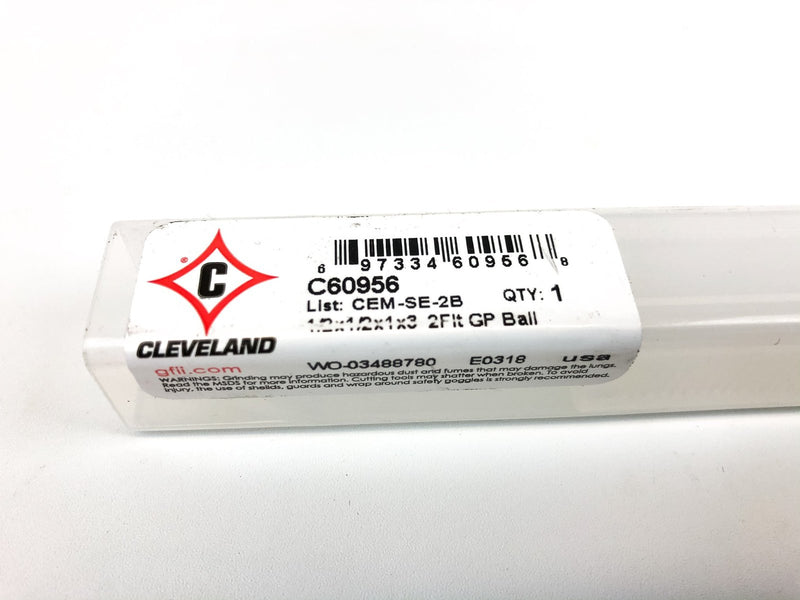 C
®
CLEVELAND
gfii.com
6 97334 60956 8
C60956
List: CEM-SE-2B QTY: 1
1/2x1/2x1x3 2Flt GP Ball
WO-03488780 E0318 usa
WARNINGS: Grinding may produce hazardous dust and fumes that may damage the lungs.
Read the MSDS for more information. Cutting tools may shatter when broken. To avoid
injury, the use of sheilds, guards and wrap around safety goggles is strongly recommended.